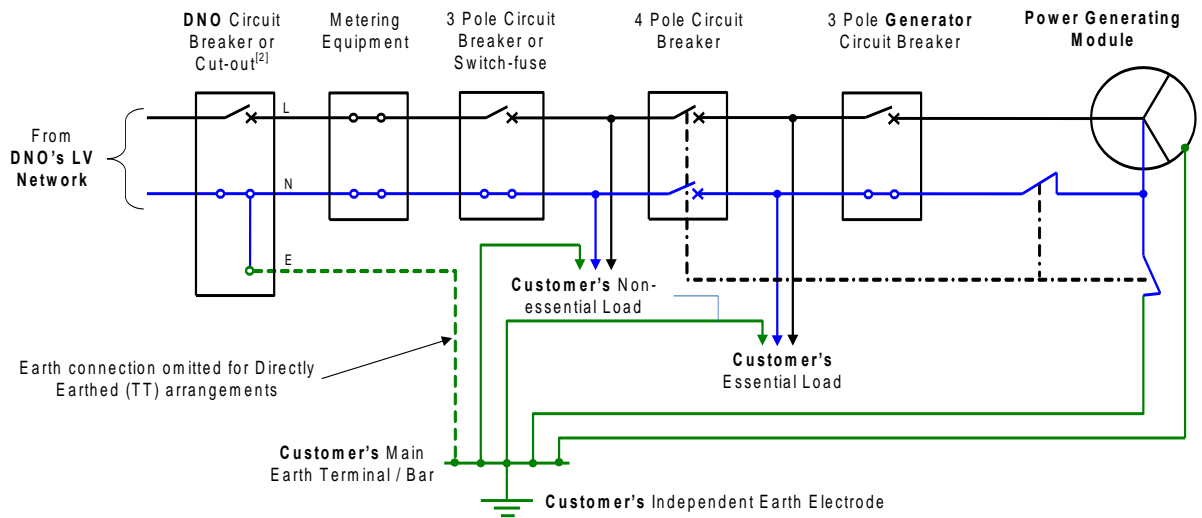 DNO Circuit
Breaker or
Cut-out[2]
Metering
Equipment
3 Pole Circuit
Breaker or
Switch-fuse
4 Pole Circuit
Breaker
3 Pole Generator
Circuit Breaker
Power Generating
Module
L
From
DNO's LV
Network
N
E
Customer's Non-
essential Load
Customer's
Essential Load
Earth connection omitted for Directly
Earthed (TT) arrangements
Customer's Main
Earth Terminal / Bar
Customer's Independent Earth Electrode